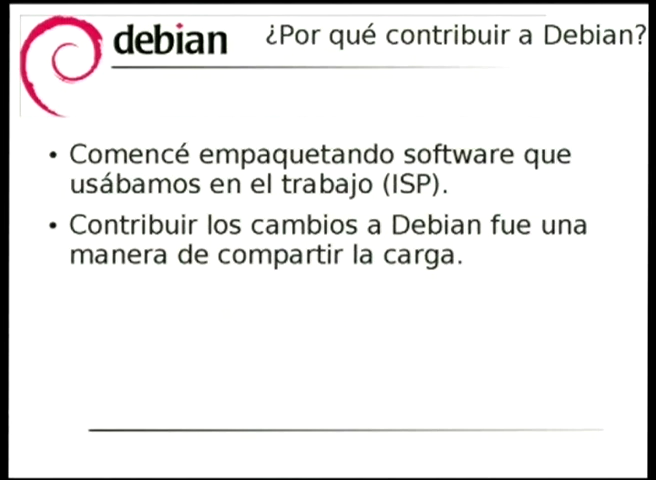 debian
¿Por qué contribuir a Debian?
• Comencé empaquetando software que
usábamos en el trabajo (ISP).
• Contribuir los cambios a Debian fue una
manera de compartir la carga.